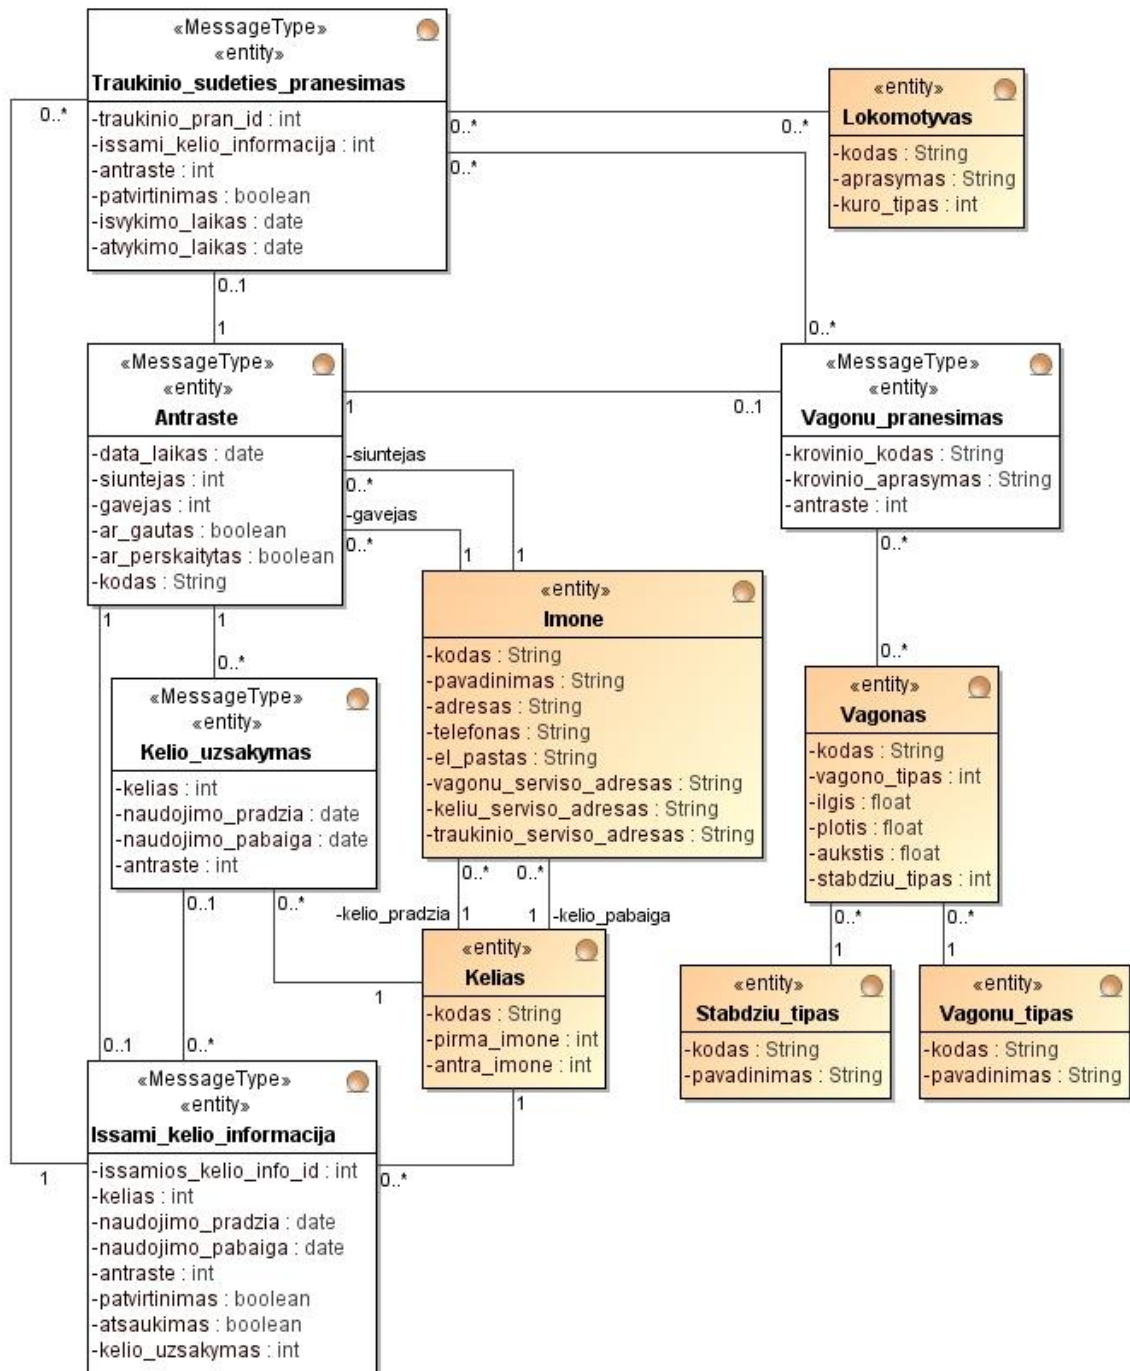 «MessageType»
«entity»
Traukinio_sudeties_pranesimas
-traukinio_pran_id : int
-issami_kelio_informacija : int
-antraste : int
-patvirtinimas : boolean
-isvykimo_laikas : date
-atvykimo_laikas : date
0..*
0..*
0..*
0..*
«entity»
Lokomotyvas
-kodas : String
-aprasymas : String
-kuro_tipas : int
0..1
1
0..*
«MessageType»
«entity»
Antraste
-data_laikas : date
-siuntejas : int
-gavejas : int
-ar_gautas : boolean
-ar_perskaitytas : boolean
-kodas : String
1
0..1
«MessageType»
«entity»
Vagonu_pranesimas
-krovinio_kodas : String
-krovinio_aprasymas : String
-antraste : int
-siuntejas
0..*
-gavejas
0..*
1
1
0..*
0..*
1
1
0..*
«entity»
Imone
-kodas : String
-pavadinimas : String
-adresas : String
-telefonas : String
-el_pastas : String
-vagonu_serviso_adresas : String
-keliu_serviso_adresas : String
-traukinio_serviso_adresas : String
«entity»
Vagonas
-kodas : String
-vagono_tipas : int
-ilgis : float
-plotis : float
-aukstis : float
-stabdziu_tipas : int
«MessageType»
«entity»
Kelio_uzsakymas
-kelias : int
-naudojimo_pradzia : date
-naudojimo_pabaiga : date
-antraste : int
0..*
0..*
-kelio_pradzia
1
1
-kelio_pabaiga
0..*
0..*
1
1
0..1
0..*
1
«entity»
Kelias
-kodas : String
-pirma_imone : int
-antra_imone : int
1
«entity»
Stabdziu_tipas
-kodas : String
-pavadinimas : String
«entity»
Vagonu_tipas
-kodas : String
-pavadinimas : String
0..1
0..*
«MessageType»
«entity»
Issami_kelio_informacija
-issamios_kelio_info_id : int
-kelias : int
-naudojimo_pradzia : date
-naudojimo_pabaiga : date
-antraste : int
-patvirtinimas : boolean
-atsaukimas : boolean
-kelio_uzsakymas : int
1
0..*